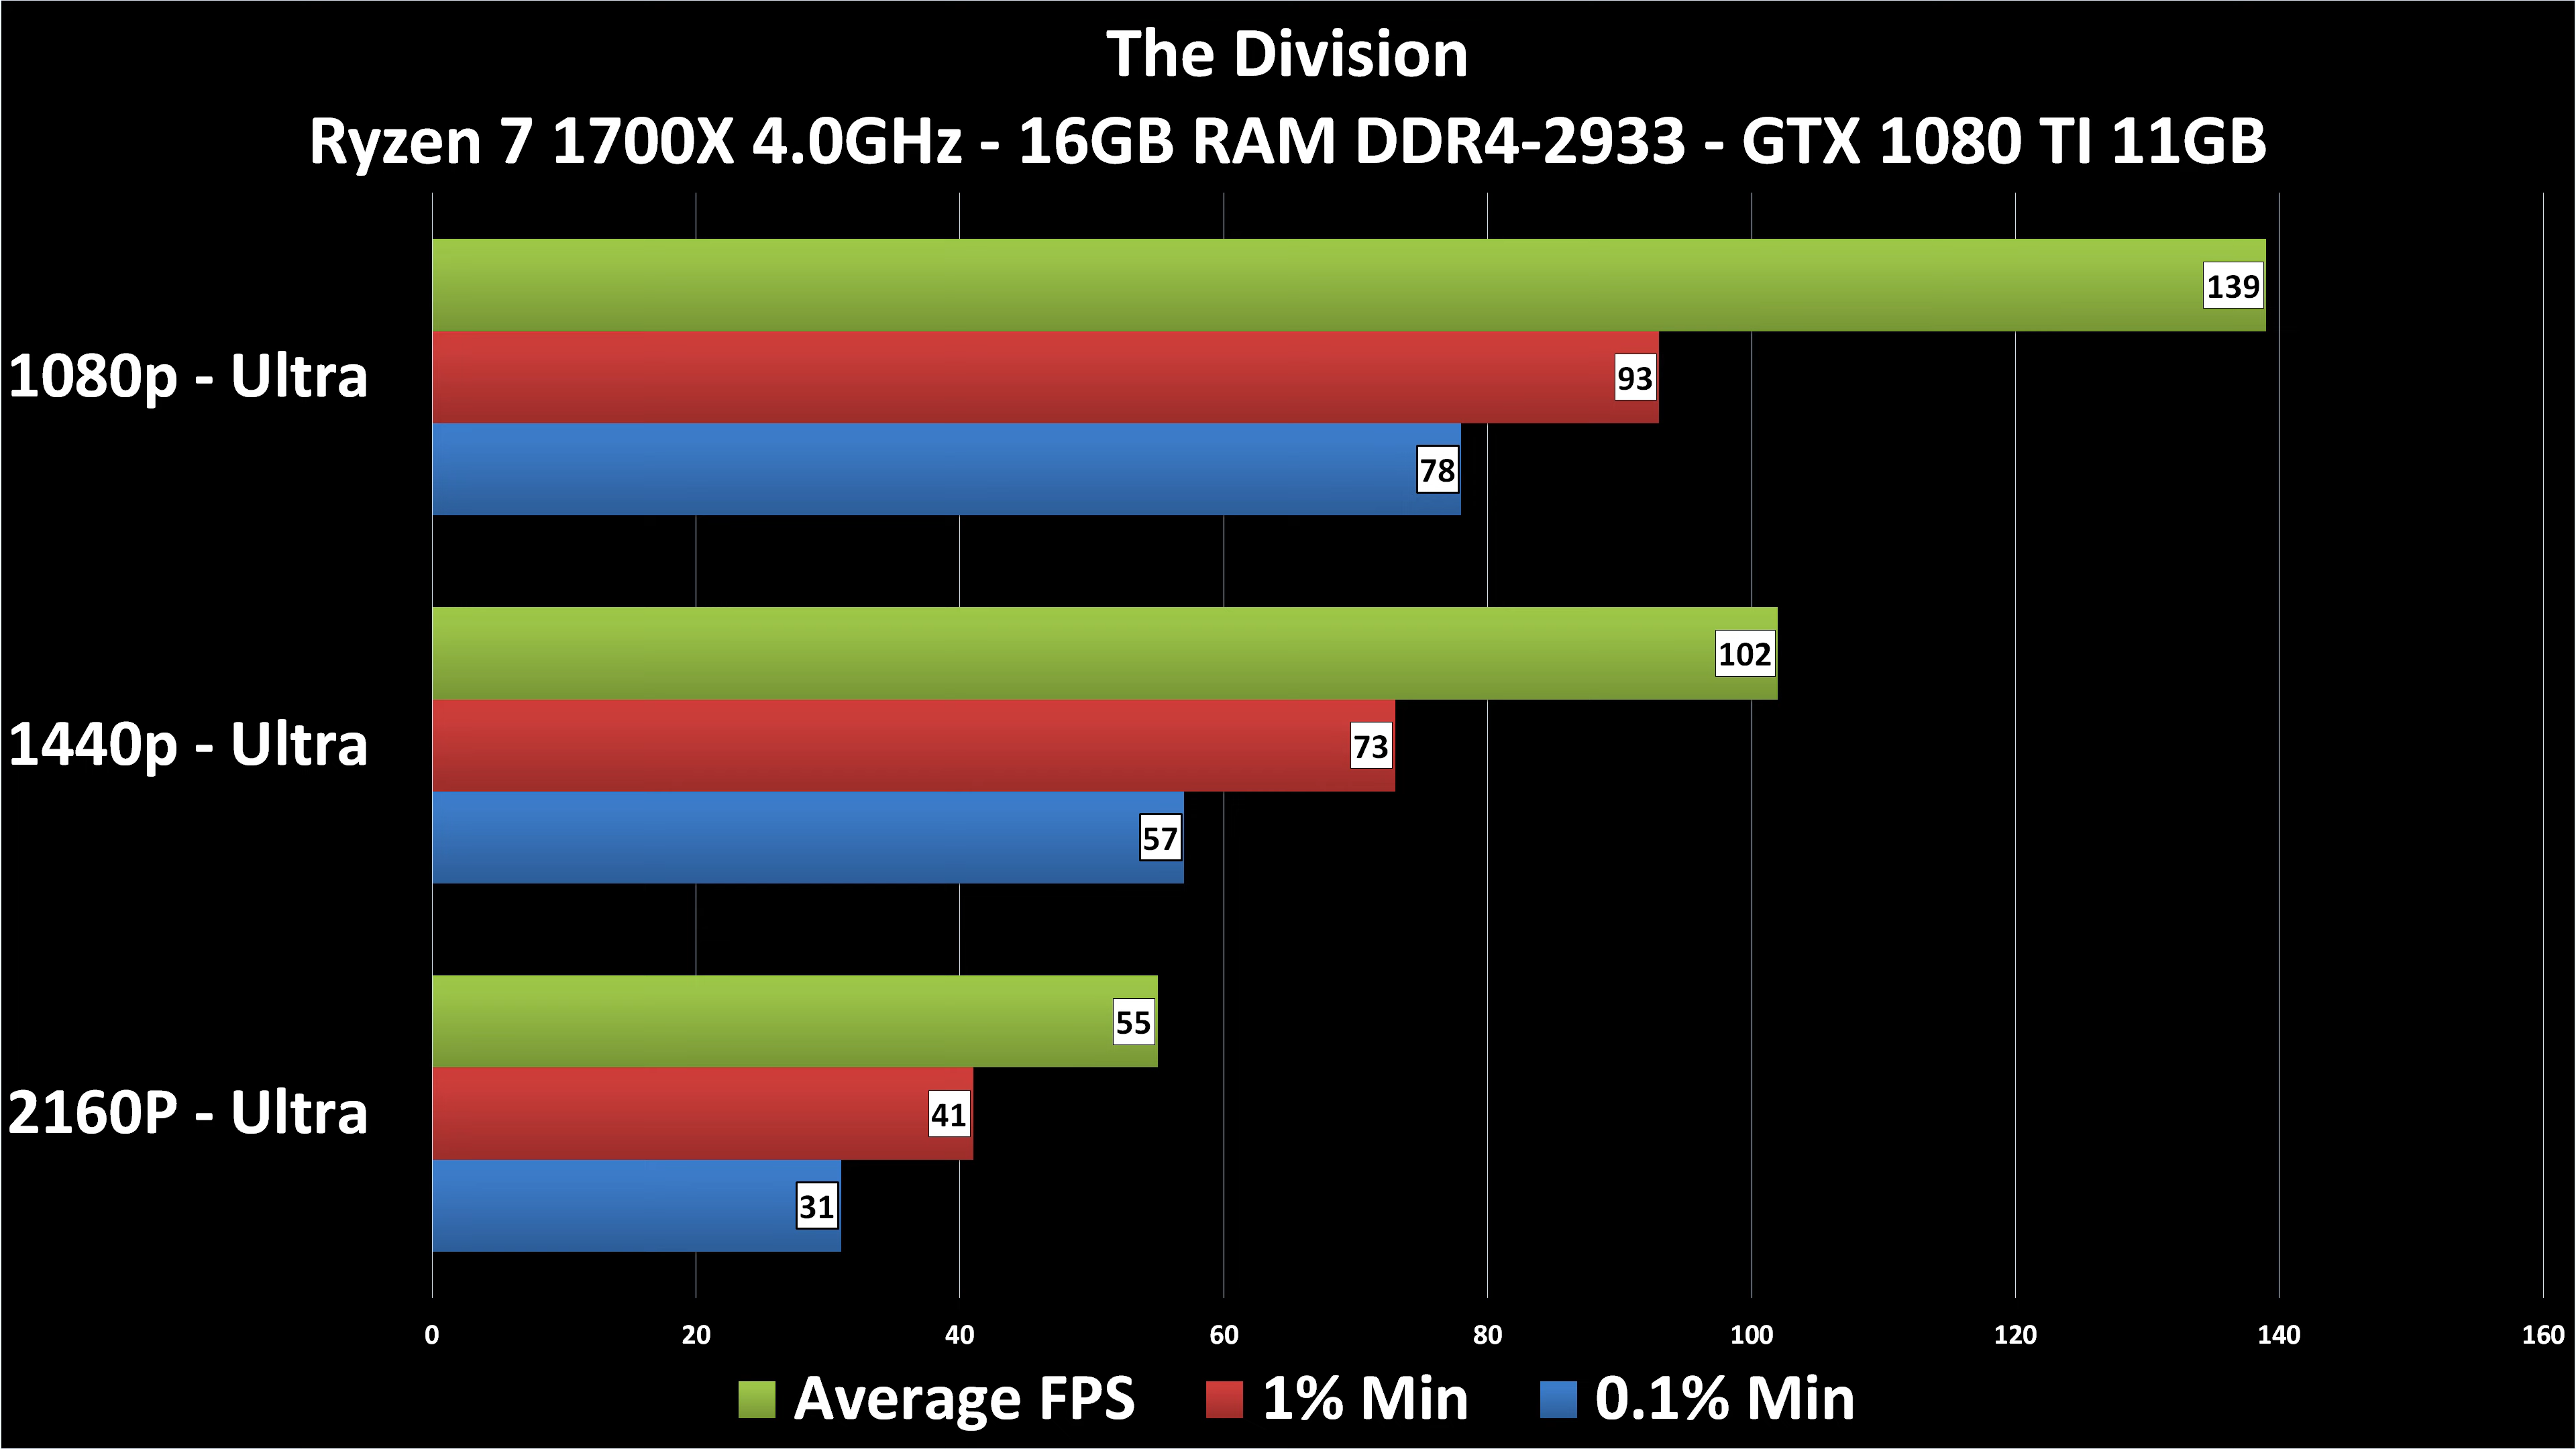 The Division
Ryzen 7 1700X 4.0GHz - 16GB RAM DDR4-2933 - GTX 1080 TI 11GB
139
1080p - Ultra
93
78
102
1440p - Ultra
73
57
55
2160P - Ultra
41
31
0 20 40 60 80 100 120 140 160
Average FPS 1% Min 0.1% Min